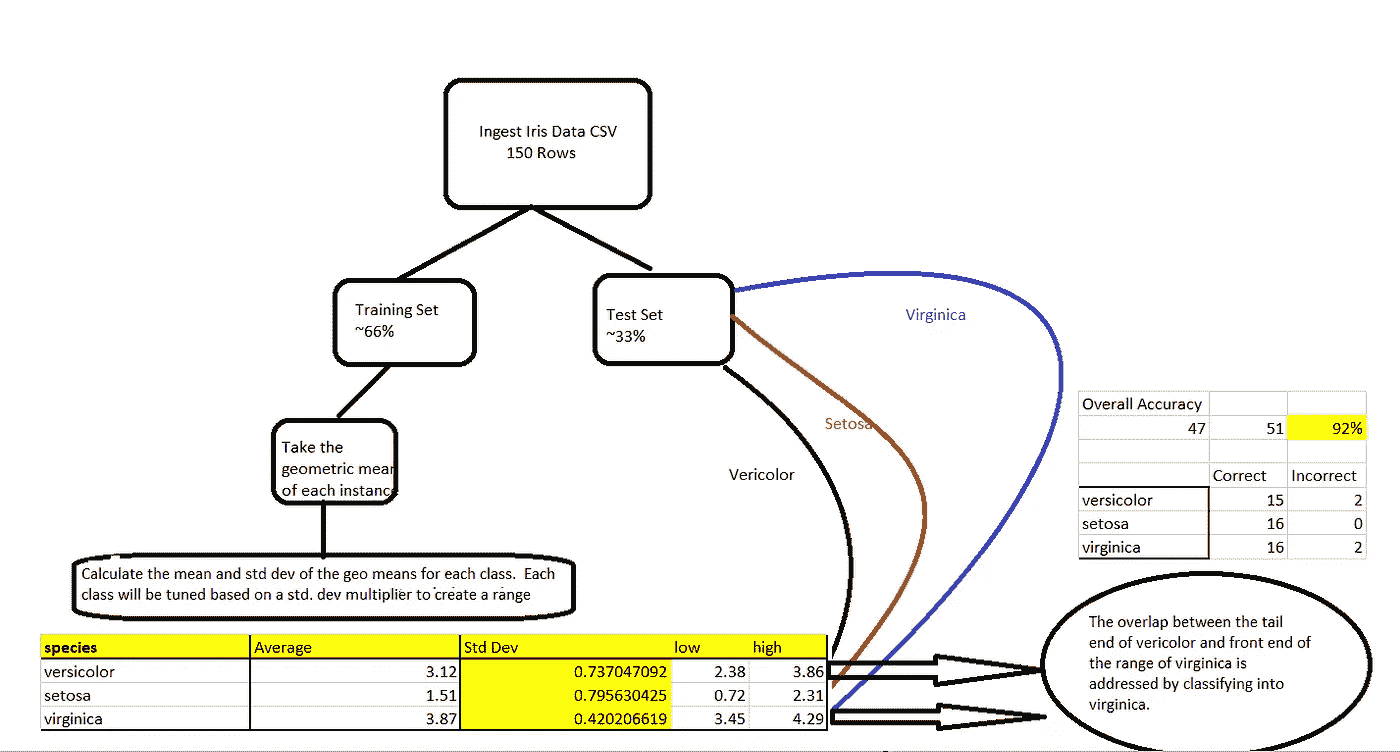 Ingest Iris Data CSV
150 Rows
Training Set
~66%
Test Set
~33%
Virginica
Setosa
Vericolor
Take the
geometric mean
of each instance
Calculate the mean and std dev of the geo means for each class.  Each
class will be tuned based on a std. dev multiplier to create a range
species Average Std Dev low high
versicolor 3.12 0.737047092 2.38 3.86
setosa 1.51 0.795630425 0.72 2.31
virginica 3.87 0.420206619 3.45 4.29
Overall Accuracy
47 51 92%
Correct Incorrect
versicolor 15 2
setosa 16 0
virginica 16 2
The overlap between the tail
end of vericolor and front end of
the range of virginica is
addressed by classifying into
virginica.